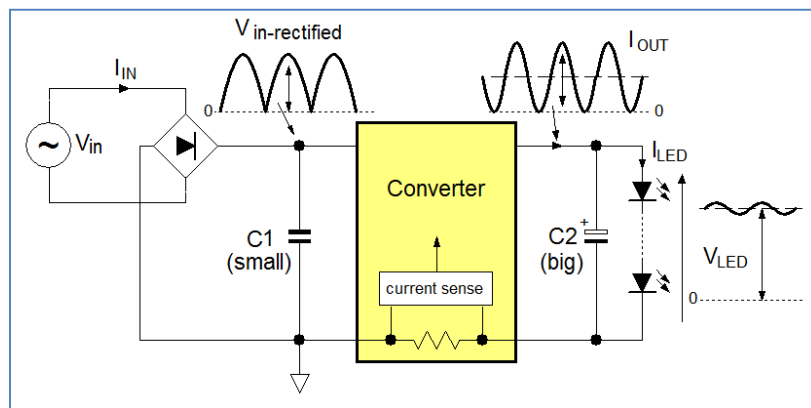 V in-rectified
I OUT
I IN
0
0
~
Vin
Converter
I LED
C1
(small)
C2
(big)
+
current sense
V LED
0